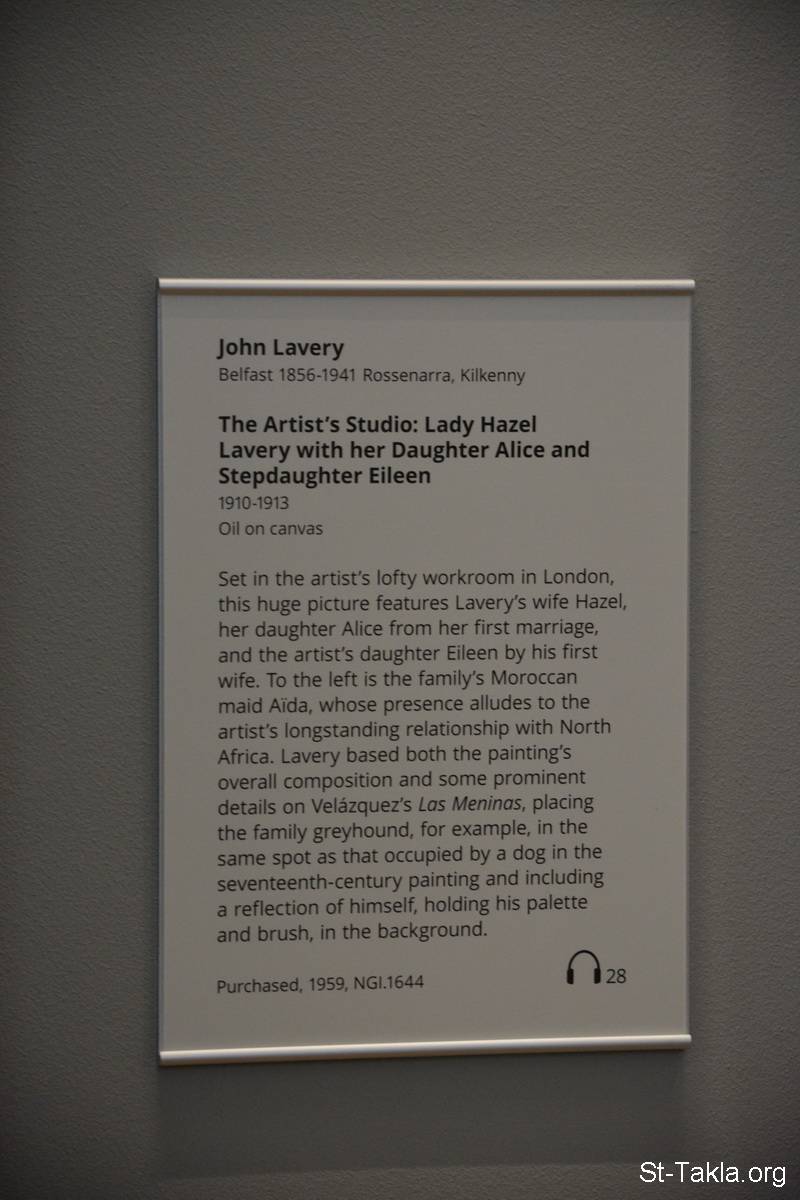 John Lavery
Belfast 1856-1941 Rossenarra, Kilkenny
The Artist's Studio: Lady Hazel
Lavery with her Daughter Alice and
Stepdaughter Eileen
1910-1913
Oil on canvas
Set in the artist's lofty workroom in London,
this huge picture features Lavery's wife Hazel,
her daughter Alice from her first marriage,
and the artist's daughter Eileen by his first
wife. To the left is the family's Moroccan
maid Aïda, whose presence alludes to the
artist's longstanding relationship with North
Africa. Lavery based both the painting's
overall composition and some prominent
details on Velázquez's Las Meninas, placing
the family greyhound, for example, in the
same spot as that occupied by a dog in the
seventeenth-century painting and including
a reflection of himself, holding his palette
and brush, in the background.
Purchased, 1959, NGI.1644
28
St-Takla.org